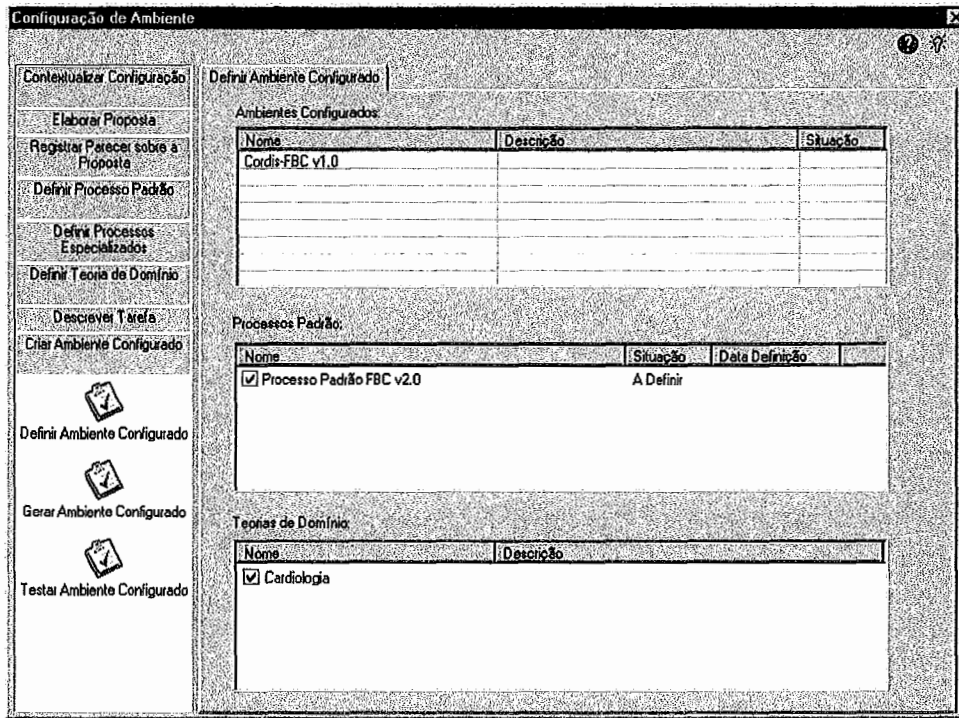 Configuração de Ambiente
Contextualizar Configuração
Elaborar Proposta
Registrar Parecer sobre a
Proposta
Definir Processo Padrão
Definir Processos
Especializados
Definir Teoria de Domínio
Descrever Tarefa
Criar Ambiente Configurado
Definir Ambiente Configurado
Gerar Ambiente Configurado
Testar Ambiente Configurado
Definir Ambiente Configurado
Ambientes Configurados:
Nome Descrição Situação
Cordis-FBC v1.0
Processos Padrão:
Nome Situação Data Definição
Processo Padrão FBC v2.0 A Definir
Teorias de Domínio:
Nome Descrição
Cardiologia